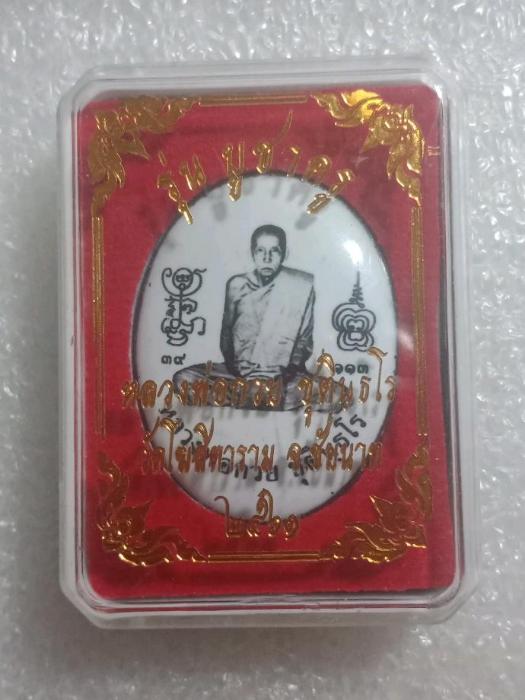 รุ่น บูชาครู
๓๙
๑๑๓
หลวงพ่อกวย ชุตินฺธโร
วัดโฆสิตาราม จ.ชัยนาท
๒๕๖๑